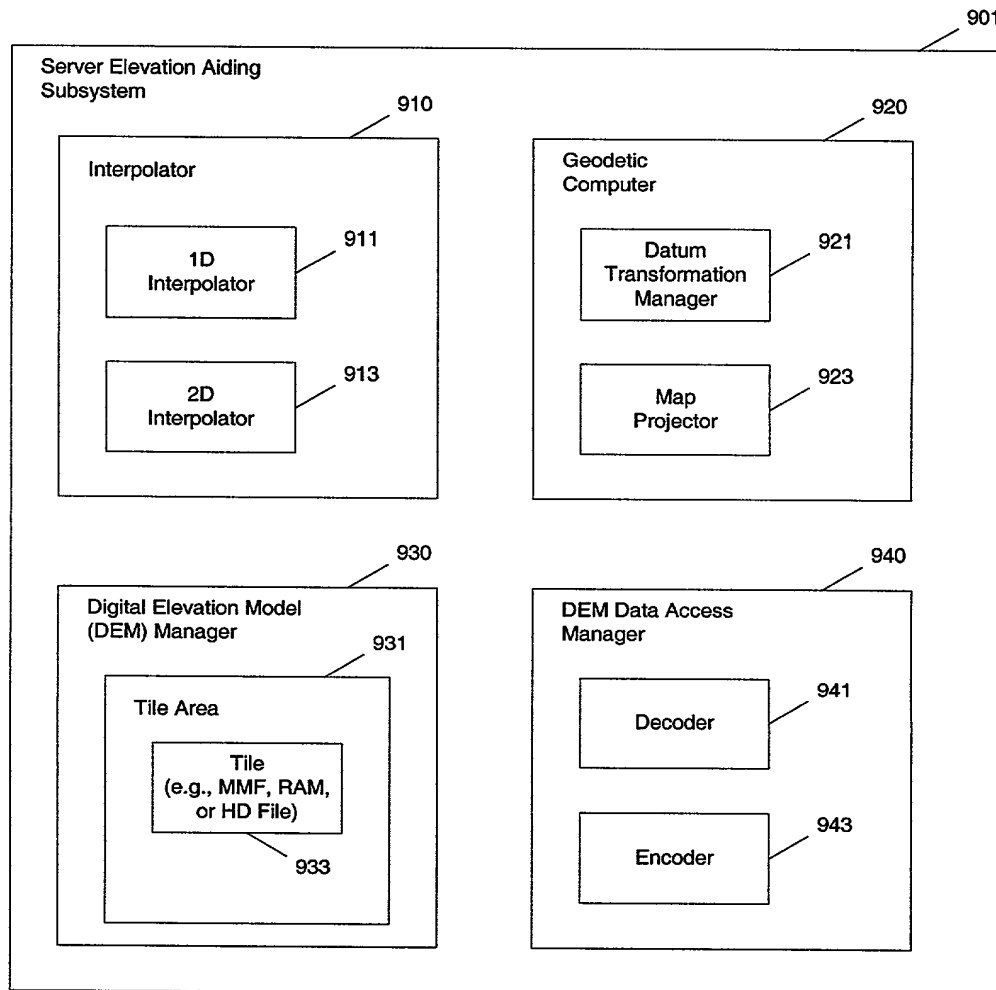 901
Server Elevation Aiding
Subsystem
910
920
Interpolator
Geodetic
Computer
911
1D
Interpolator
921
Datum
Transformation
Manager
913
2D
Interpolator
923
Map
Projector
930
940
Digital Elevation Model
(DEM) Manager
DEM Data Access
Manager
931
Tile Area
941
Decoder
Tile
(e.g., MMF, RAM,
or HD File)
933
943
Encoder